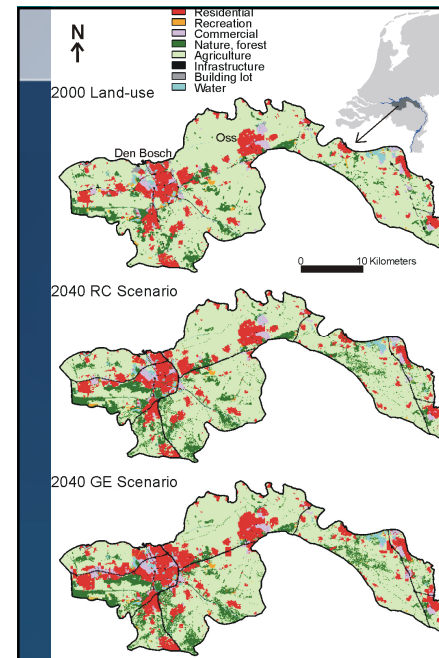 N
Residential
Recreation
Commercial
Nature, forest
Agriculture
Infrastructure
Building lot
Water
2000 Land-use
Den Bosch
Oss
0 10 Kilometers
2040 RC Scenario
2040 GE Scenario